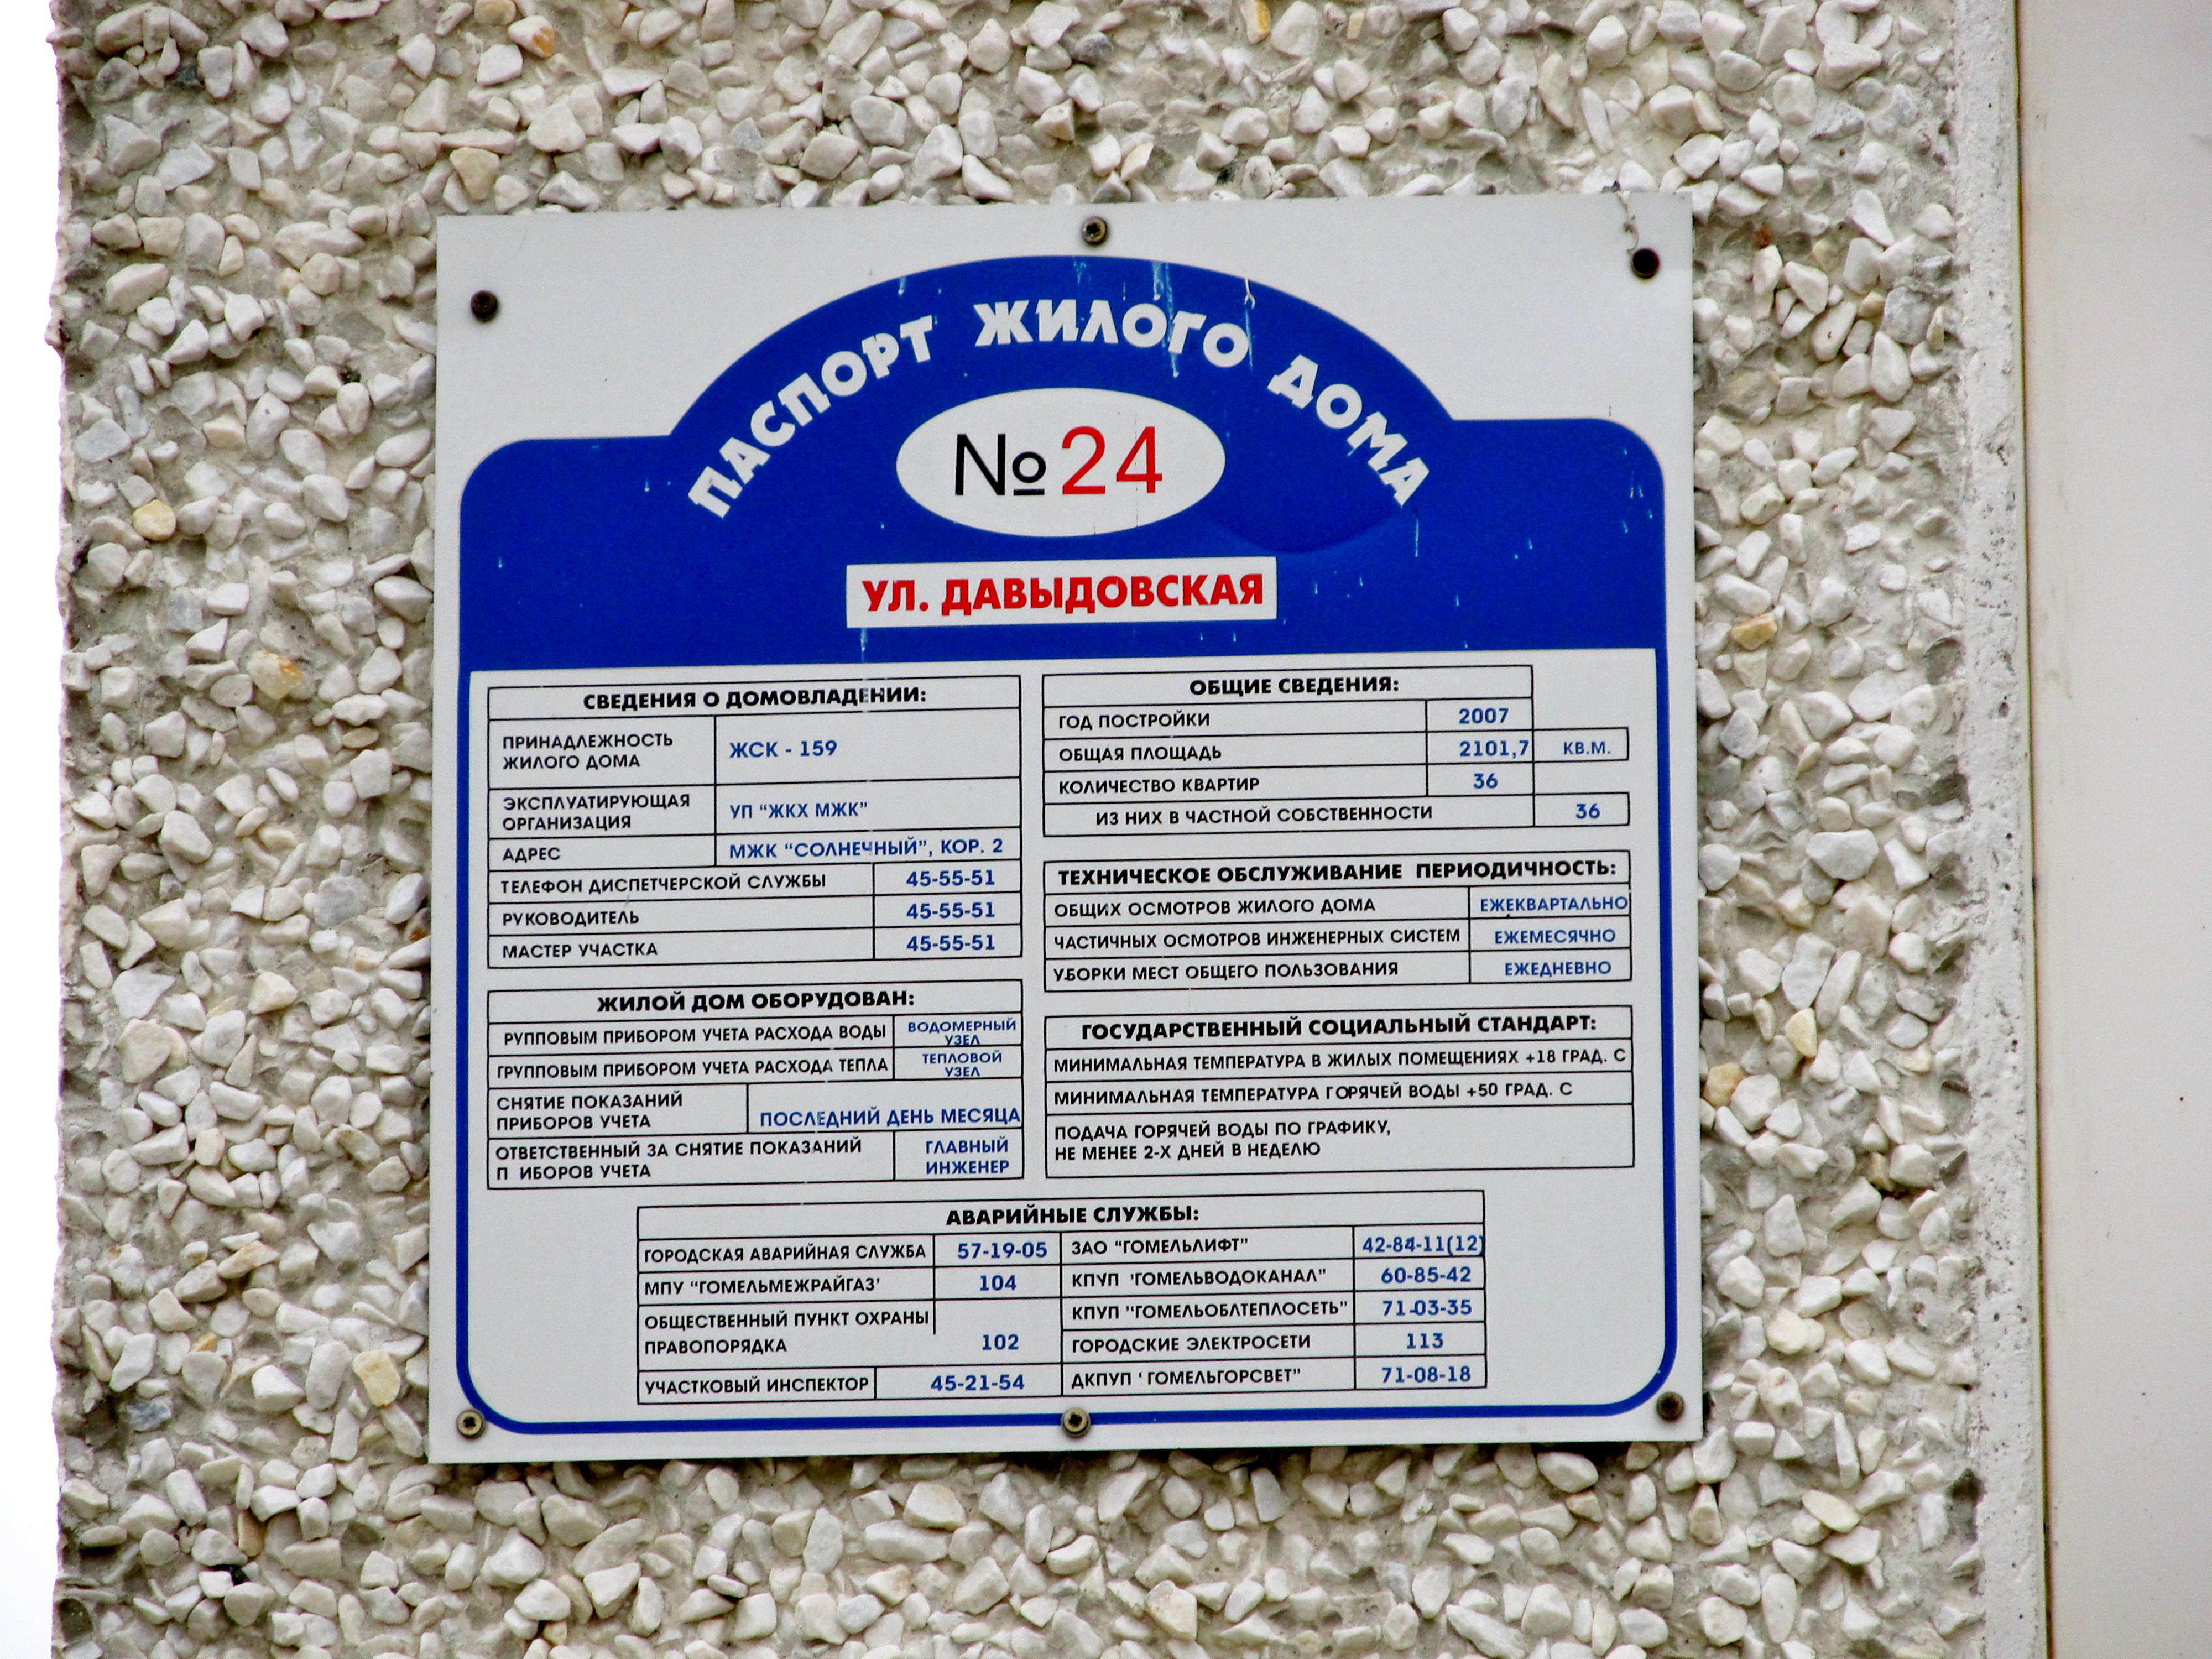 ПАСПОРТ ЖИЛОГО ДОМА
№ 24
УЛ. ДАВЫДОВСКАЯ
СВЕДЕНИЯ О ДОМОВЛАДЕНИИ:
ПРИНАДЛЕЖНОСТЬ
ЖИЛОГО ДОМА
ЖСК - 159
ЭКСПЛУАТИРУЮЩАЯ
ОРГАНИЗАЦИЯ
УП "ЖКХ МЖК"
АДРЕС МЖК "СОЛНЕЧНЫЙ", КОР. 2
ТЕЛЕФОН ДИСПЕТЧЕРСКОЙ СЛУЖБЫ 45-55-51
РУКОВОДИТЕЛЬ 45-55-51
МАСТЕР УЧАСТКА 45-55-51
ЖИЛОЙ ДОМ ОБОРУДОВАН:
РУППОВЫМ ПРИБОРОМ УЧЕТА РАСХОДА ВОДЫ
ВОДОМЕРНЫЙ
УЗЕЛ
ГРУППОВЫМ ПРИБОРОМ УЧЕТА РАСХОДА ТЕПЛА
ТЕПЛОВОЙ
УЗЕЛ
СНЯТИЕ ПОКАЗАНИЙ
ПРИБОРОВ УЧЕТА
ПОСЛЕДНИЙ ДЕНЬ МЕСЯЦА
ОТВЕТСТВЕННЫЙ ЗА СНЯТИЕ ПОКАЗАНИЙ
П ИБОРОВ УЧЕТА
ГЛАВНЫЙ
ИНЖЕНЕР
ОБЩИЕ СВЕДЕНИЯ:
ГОД ПОСТРОЙКИ 2007
ОБЩАЯ ПЛОЩАДЬ 2101,7 КВ.М.
КОЛИЧЕСТВО КВАРТИР 36
ИЗ НИХ В ЧАСТНОЙ СОБСТВЕННОСТИ 36
ТЕХНИЧЕСКОЕ ОБСЛУЖИВАНИЕ ПЕРИОДИЧНОСТЬ:
ОБЩИХ ОСМОТРОВ ЖИЛОГО ДОМА ЕЖЕКВАРТАЛЬНО
ЧАСТИЧНЫХ ОСМОТРОВ ИНЖЕНЕРНЫХ СИСТЕМ ЕЖЕМЕСЯЧНО
УБОРКИ МЕСТ ОБЩЕГО ПОЛЬЗОВАНИЯ ЕЖЕДНЕВНО
ГОСУДАРСТВЕННЫЙ СОЦИАЛЬНЫЙ СТАНДАРТ:
МИНИМАЛЬНАЯ ТЕМПЕРАТУРА В ЖИЛЫХ ПОМЕЩЕНИЯХ +18 ГРАД. С
МИНИМАЛЬНАЯ ТЕМПЕРАТУРА ГОРЯЧЕЙ ВОДЫ +50 ГРАД. С
ПОДАЧА ГОРЯЧЕЙ ВОДЫ ПО ГРАФИКУ,
НЕ МЕНЕЕ 2-Х ДНЕЙ В НЕДЕЛЮ
АВАРИЙНЫЕ СЛУЖБЫ:
ГОРОДСКАЯ АВАРИЙНАЯ СЛУЖБА 57-19-05
МПУ "ГОМЕЛЬМЕЖРАЙГАЗ' 104
ОБЩЕСТВЕННЫЙ ПУНКТ ОХРАНЫ
ПРАВОПОРЯДКА 102
УЧАСТКОВЫЙ ИНСПЕКТОР 45-21-54
ЗАО "ГОМЕЛЬЛИФТ" 42-84-11(12)
КПУП 'ГОМЕЛЬВОДОКАНАЛ" 60-85-42
КПУП "ГОМЕЛЬОБЛТЕПЛОСЕТЬ" 71-03-35
ГОРОДСКИЕ ЭЛЕКТРОСЕТИ 113
ДКПУП 'ГОМЕЛЬГОРСВЕТ" 71-08-18